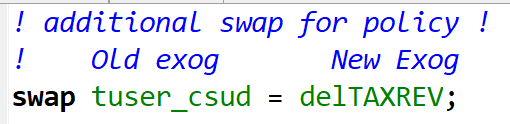 ! additional swap for policy !
! Old exog New Exog
swap tuser_csud = delTAXREV;